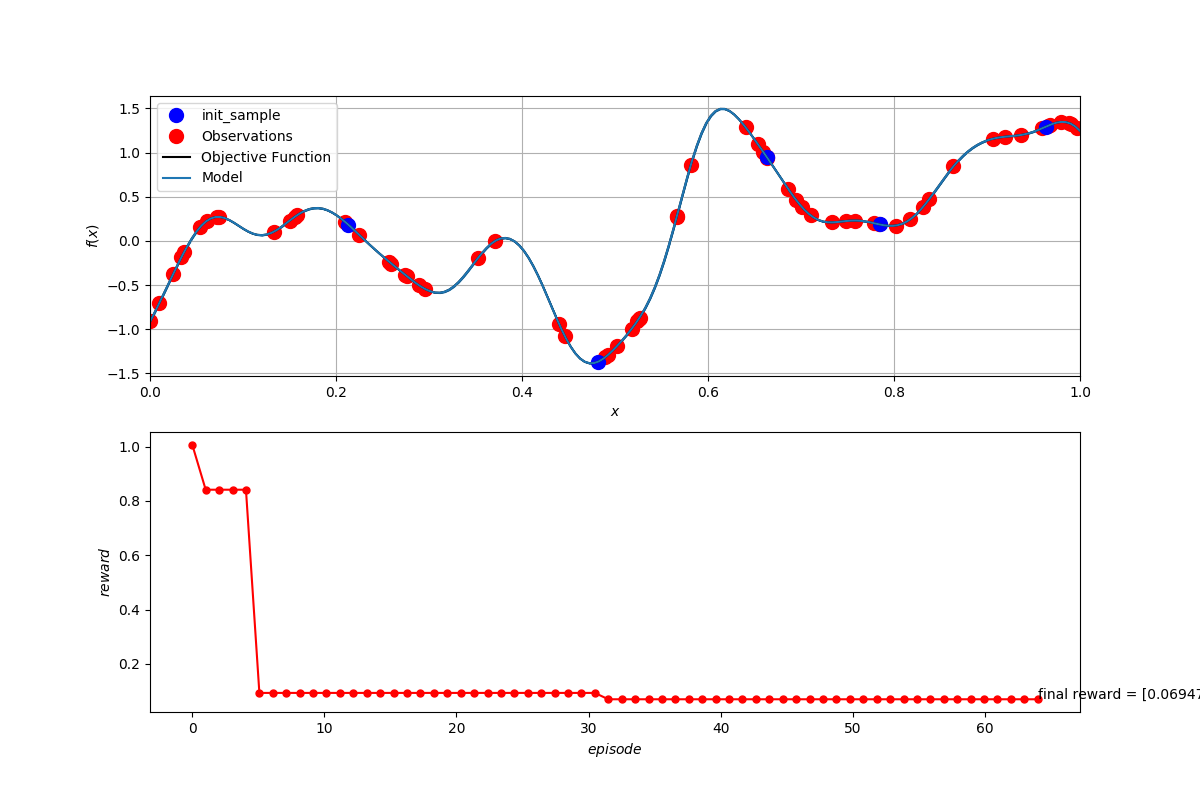 1.5
1.0
0.5
0.0
−0.5
−1.0
−1.5
f(x)
init_sample
Observations
Objective Function
Model
0.0 0.2 0.4 0.6 0.8 1.0
x
1.0
0.8
0.6
0.4
0.2
reward
final reward = [0.06947
0 10 20 30 40 50 60
episode